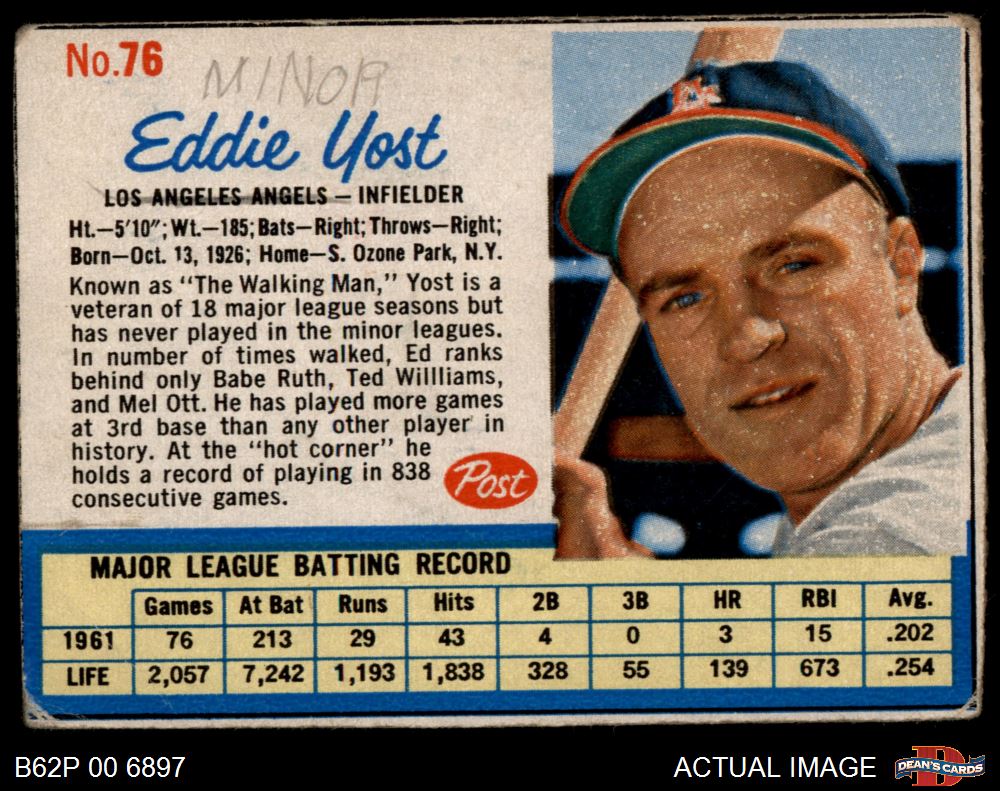 No.76
MINOR
Eddie Yost
LOS ANGELES ANGELS – INFIELDER
Ht.—5'10"; Wt.—185; Bats—Right; Throws—Right;
Born—Oct. 13, 1926; Home—S. Ozone Park, N.Y.
Known as "The Walking Man," Yost is a
veteran of 18 major league seasons but
has never played in the minor leagues.
In number of times walked, Ed ranks
behind only Babe Ruth, Ted Willliams,
and Mel Ott. He has played more games
at 3rd base than any other player in
history. At the "hot corner" he
holds a record of playing in 838
consecutive games.
Post
MAJOR LEAGUE BATTING RECORD
Games At Bat Runs Hits 2B 3B HR RBI Avg.
1961 76 213 29 43 4 0 3 15 .202
LIFE 2,057 7,242 1,193 1,838 328 55 139 673 .254
B62P 00 6897
ACTUAL IMAGE
D
DEAN'S CARDS